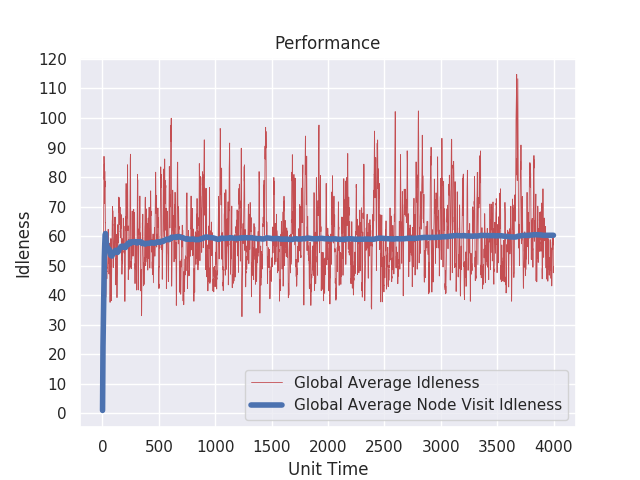 Performance
120
110
100
90
80
70
60
50
40
30
20
10
0
Idleness
Global Average Idleness
Global Average Node Visit Idleness
0 500 1000 1500 2000 2500 3000 3500 4000
Unit Time